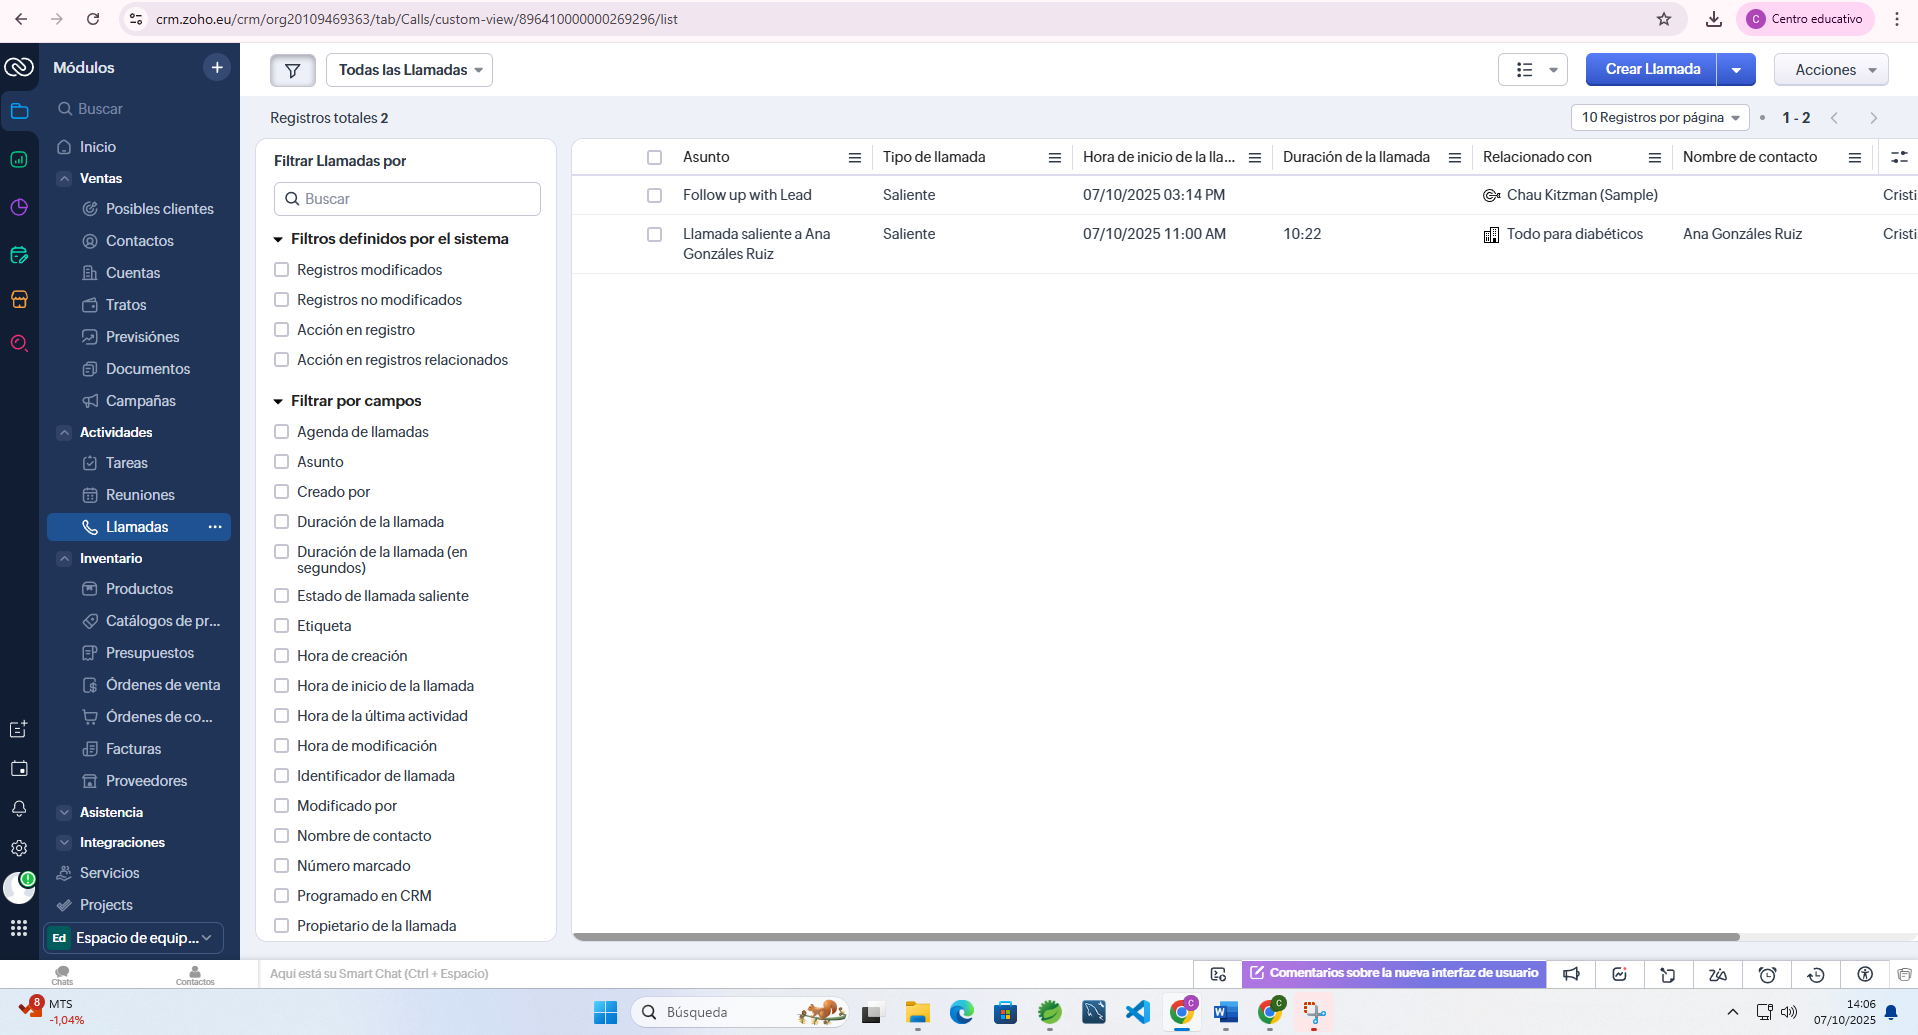 crm.zoho.eu/crm/org20109469363/tab/Calls/custom-view/896410000000269296/list
C Centro educativo
Módulos
Buscar
Inicio
Ventas
Posibles clientes
Contactos
Cuentas
Tratos
Previsiónes
Documentos
Campañas
Actividades
Tareas
Reuniones
Llamadas
Inventario
Productos
Catálogos de pr...
Presupuestos
Órdenes de venta
Órdenes de co...
Facturas
Proveedores
Asistencia
Integraciones
Servicios
Projects
Ed Espacio de equip...
Todas las Llamadas
Crear Llamada
Acciones
Registros totales 2
10 Registros por página
1 - 2
Filtrar Llamadas por
Buscar
Filtros definidos por el sistema
Registros modificados
Registros no modificados
Acción en registro
Acción en registros relacionados
Filtrar por campos
Agenda de llamadas
Asunto
Creado por
Duración de la llamada
Duración de la llamada (en
segundos)
Estado de llamada saliente
Etiqueta
Hora de creación
Hora de inicio de la llamada
Hora de la última actividad
Hora de modificación
Identificador de llamada
Modificado por
Nombre de contacto
Número marcado
Programado en CRM
Propietario de la llamada
Asunto Tipo de llamada Hora de inicio de la lla... Duración de la llamada Relacionado con Nombre de contacto
Follow up with Lead Saliente 07/10/2025 03:14 PM Chau Kitzman (Sample) Cristi
Llamada saliente a Ana Saliente 07/10/2025 11:00 AM 10:22 Todo para diabéticos Ana Gonzáles Ruiz Cristi
Gonzáles Ruiz
Chats
Contactos
Aquí está su Smart Chat (Ctrl + Espacio)
Comentarios sobre la nueva interfaz de usuario
8
MTS
-1,04%
Búsqueda
C
C
14:06
07/10/2025